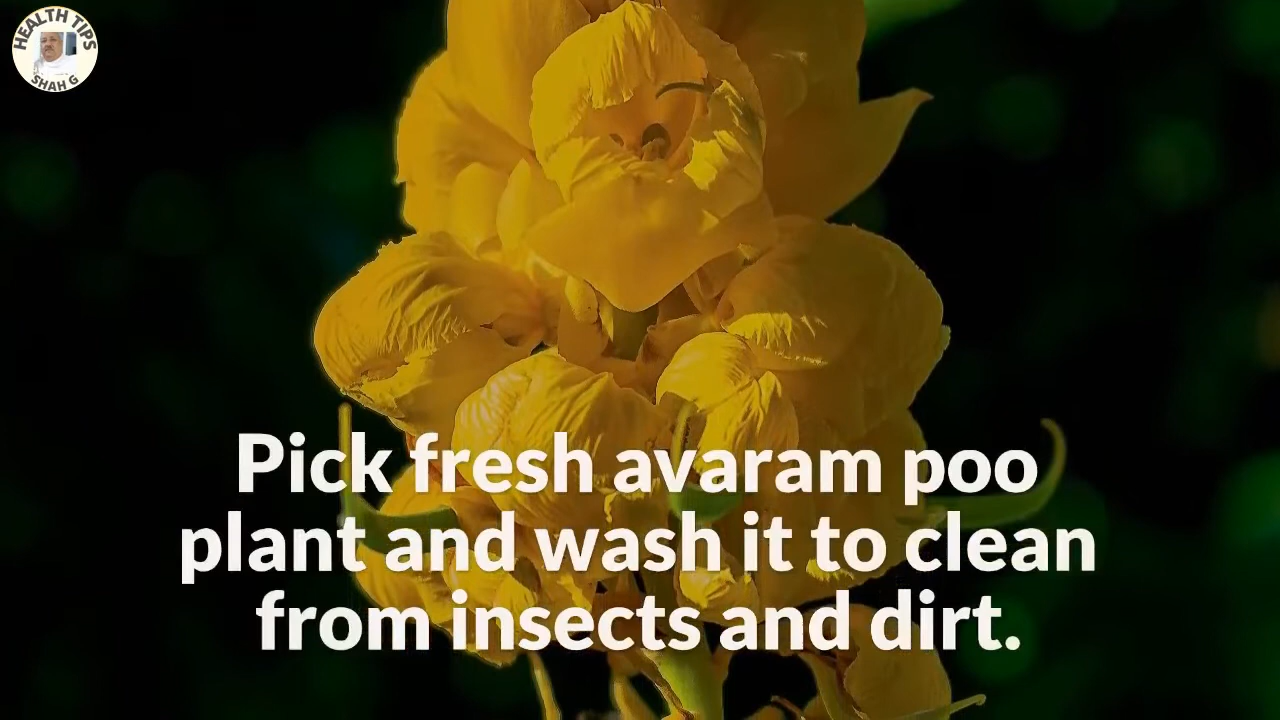 HEALTH TIPS
SHAH G
Pick fresh avaram poo
plant and wash it to clean
from insects and dirt.